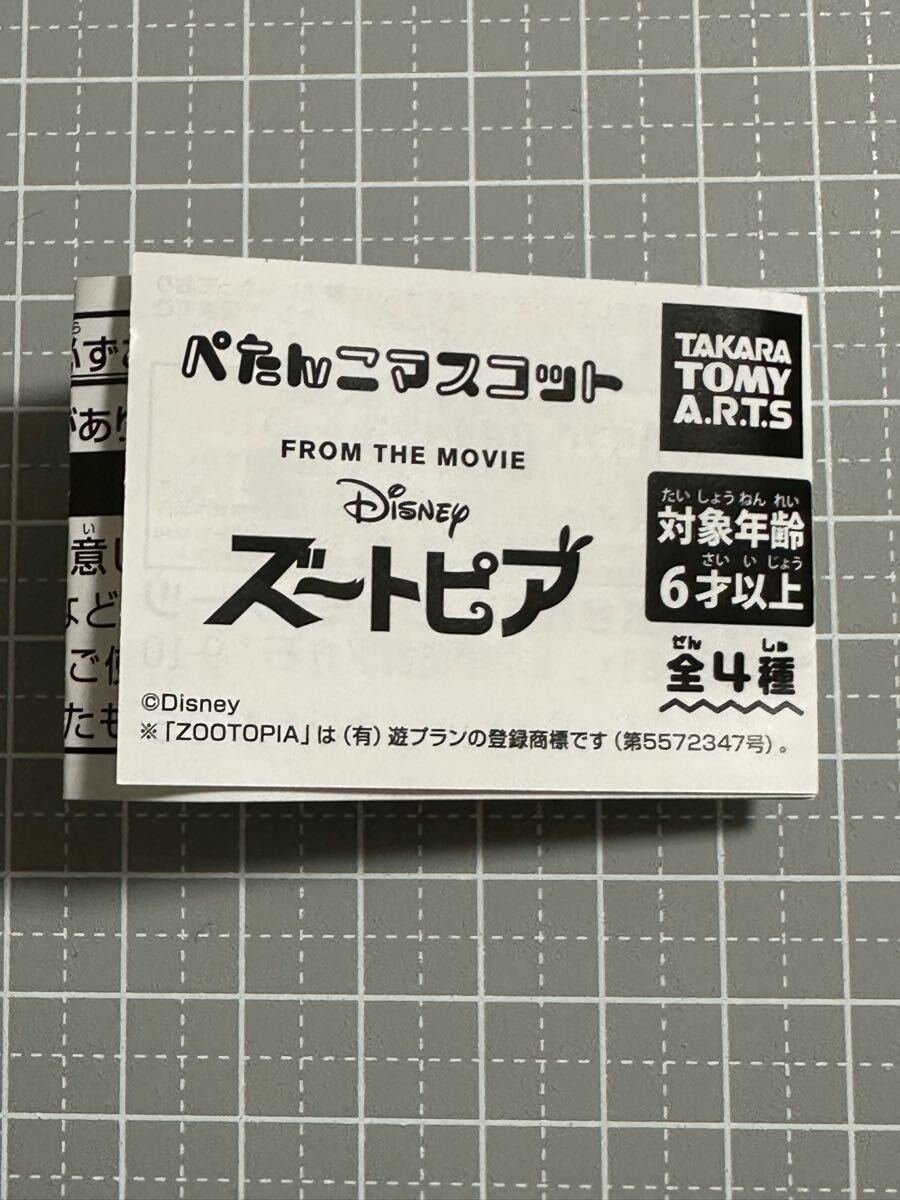 ぺたんこマスコット
FROM THE MOVIE
Disney
ズートピア
©Disney
※「ZOOTOPIA」は（有）遊プランの登録商標です（第5572347号）。
TAKARA
TOMY
A.R.T.S
たい しょう ねん れい
対象年齢
さい い じょう
6才以上
ぜん しゅ
全4種
があり
い
意し
など
ご使
たも